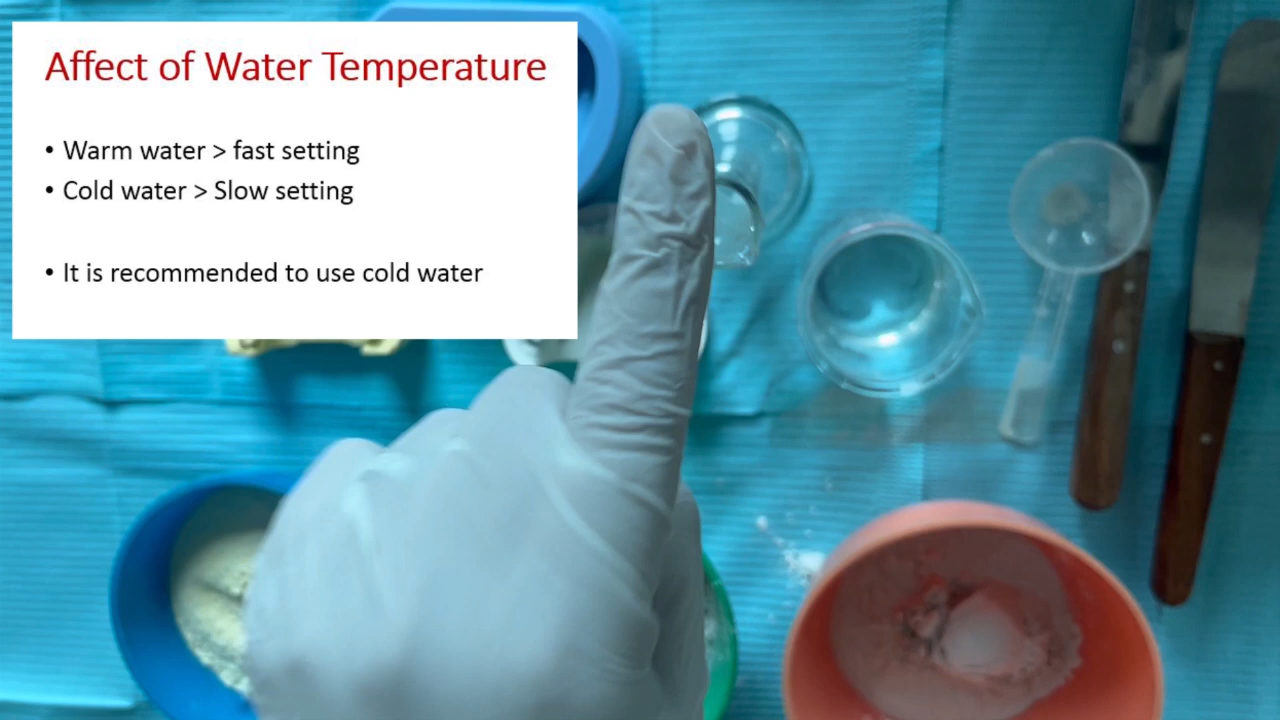 Affect of Water Temperature
• Warm water > fast setting
• Cold water > Slow setting
• It is recommended to use cold water